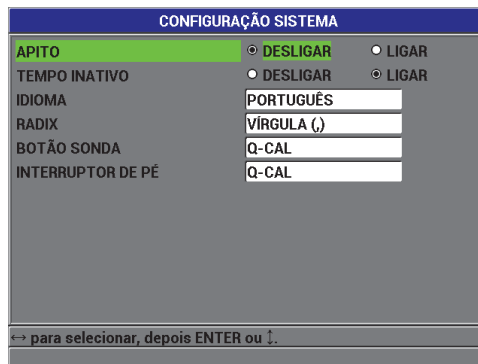 CONFIGURAÇÃO SISTEMA
APITO DESLIGAR LIGAR
TEMPO INATIVO DESLIGAR LIGAR
IDIOMA PORTUGUÊS
RADIX VÍRGULA (,)
BOTÃO SONDA Q-CAL
INTERRUPTOR DE PÉ Q-CAL
↔ para selecionar, depois ENTER ou ↕.